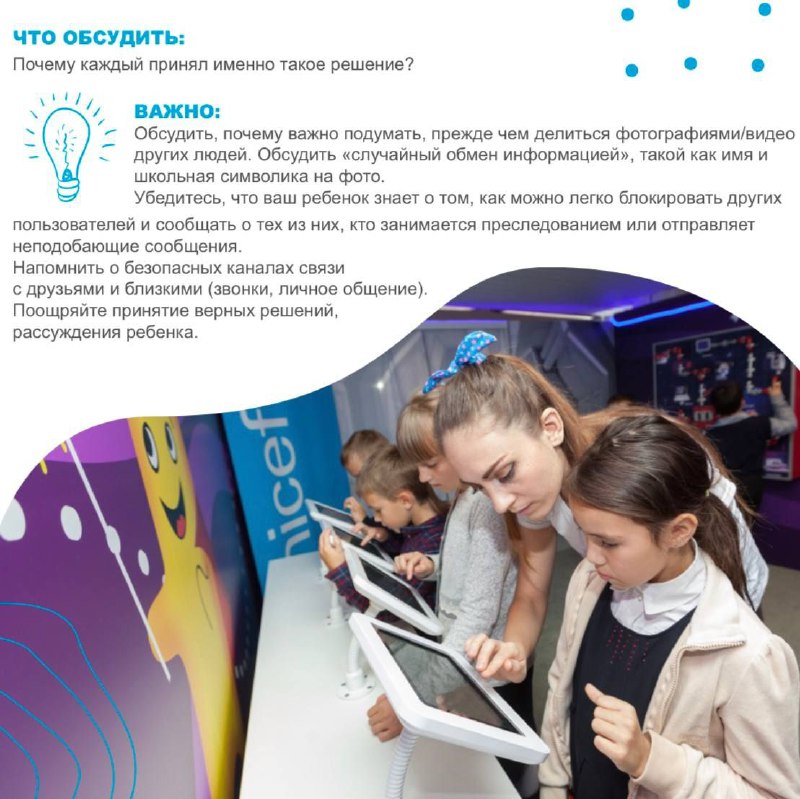 ЧТО ОБСУДИТЬ:
Почему каждый принял именно такое решение?
ВАЖНО:
Обсудить, почему важно подумать, прежде чем делиться фотографиями/видео
других людей. Обсудить «случайный обмен информацией», такой как имя и
школьная символика на фото.
Убедитесь, что ваш ребенок знает о том, как можно легко блокировать других
пользователей и сообщать о тех из них, кто занимается преследованием или отправляет
неподобающие сообщения.
Напомнить о безопасных каналах связи
с друзьями и близкими (звонки, личное общение).
Поощряйте принятие верных решений,
рассуждения ребенка.
nicef